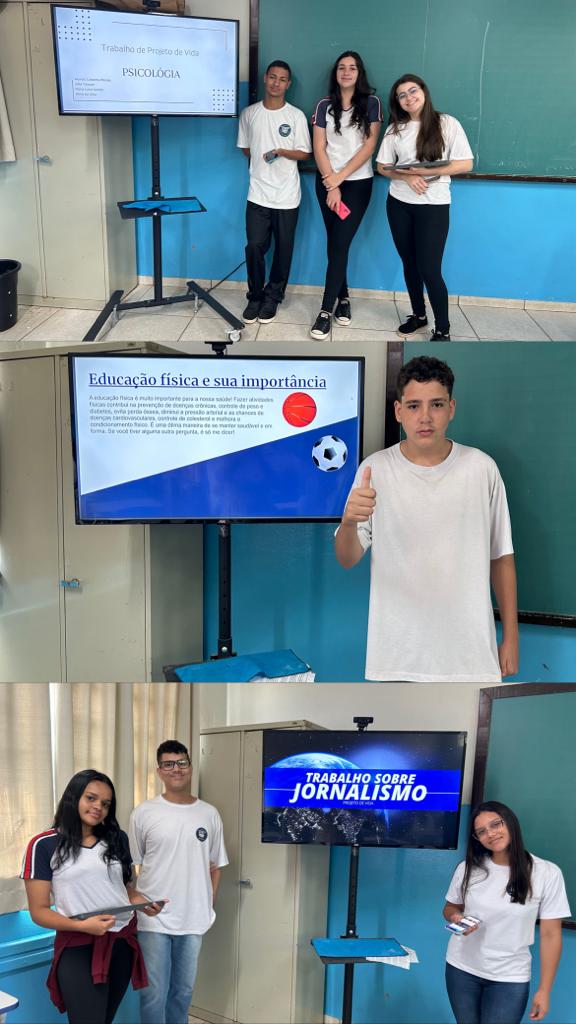 Trabalho de Projeto de Vida
PSICOLÓGIA
Educação física e sua importância
A educação física é muito importante para a nossa saúde! Fazer atividades
físicas contribui na prevenção de doenças crônicas, controle de peso e
diabetes, evita perda óssea, diminui a pressão arterial e as chances de
doenças cardiovasculares, controle do colesterol e melhora o
condicionamento físico. É uma ótima maneira de se manter saudável e em
forma. Se você tiver alguma outra pergunta, é só me dizer!
TRABALHO SOBRE
JORNALISMO
PROJETO DE VIDA